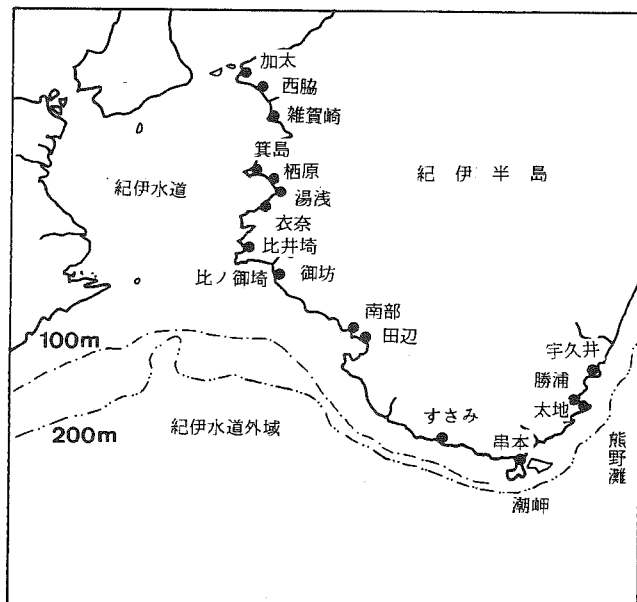 加太
西脇
雑賀崎
箕島
栖原
紀伊半島
紀伊水道
湯浅
衣奈
比井埼
比ノ御埼
御坊
南部
100m
田辺
宇久井
勝浦
太地
すさみ
200m
紀伊水道外域
串本
熊野灘
潮岬